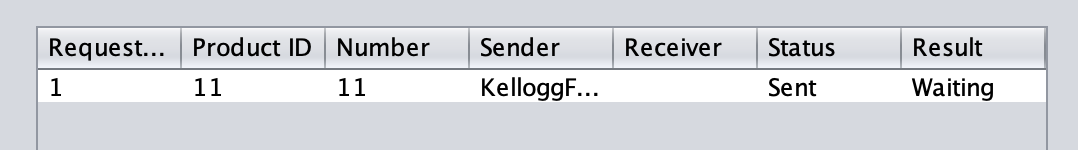 Request... Product ID Number Sender Receiver Status Result
1 11 11 KelloggF... Sent Waiting